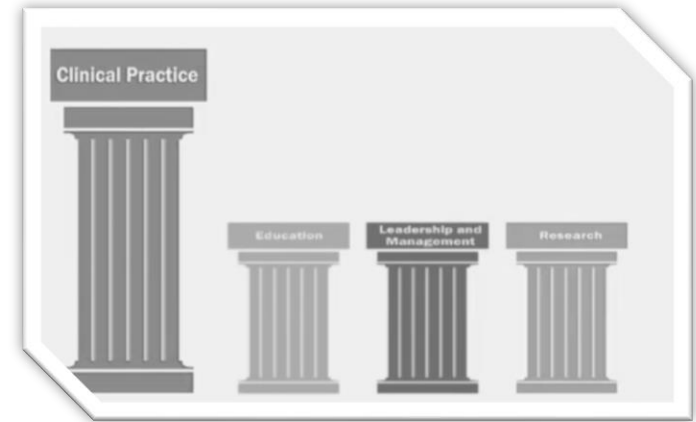 Clinical Practice
Education
Leadership and
Management
Research